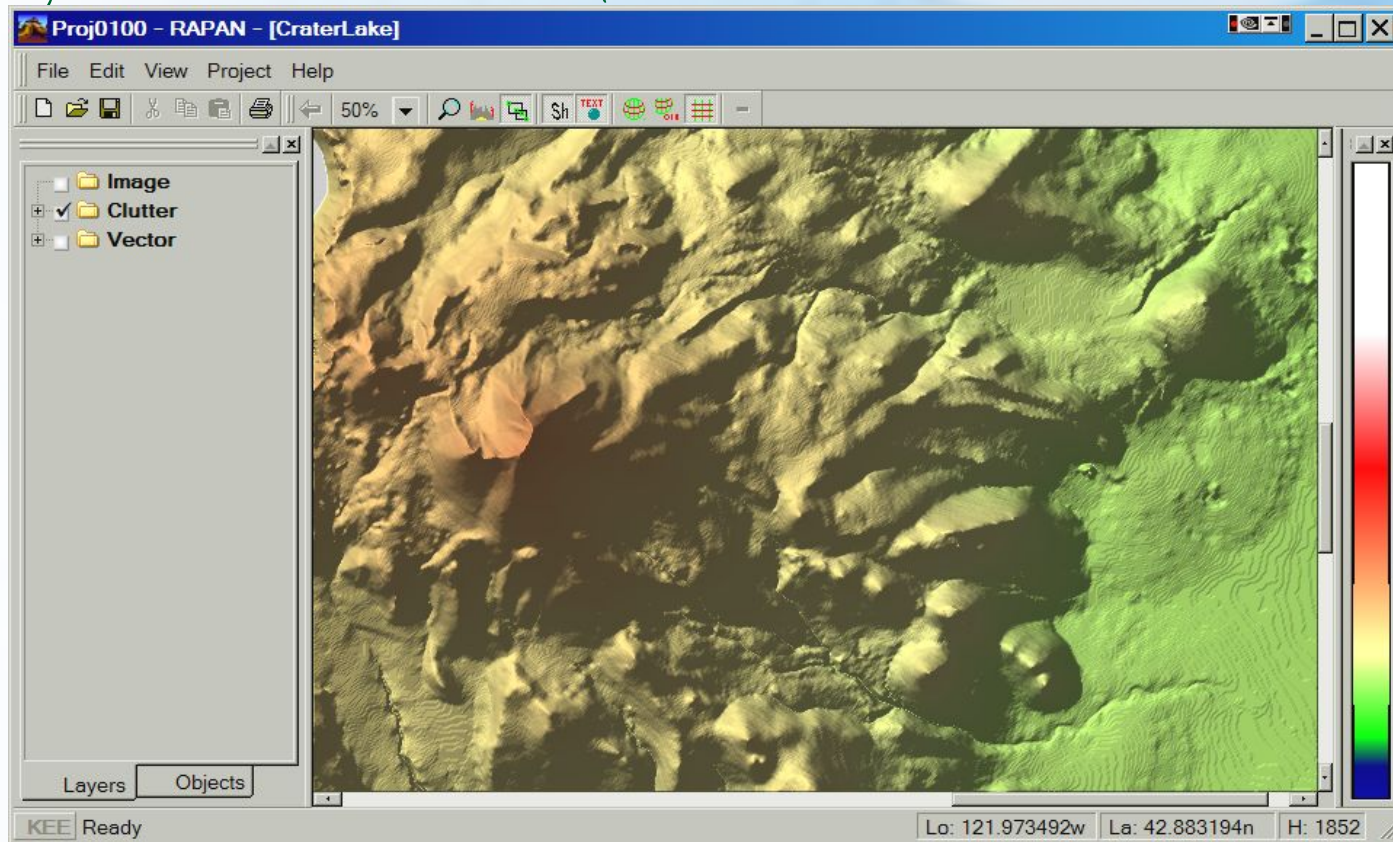 Proj0100 - RAPAN - [CraterLake]
File Edit View Project Help
50% Sh TEXT
Image
Clutter
Vector
Layers Objects
KEE Ready Lo: 121.973492w La: 42.883194n H: 1852